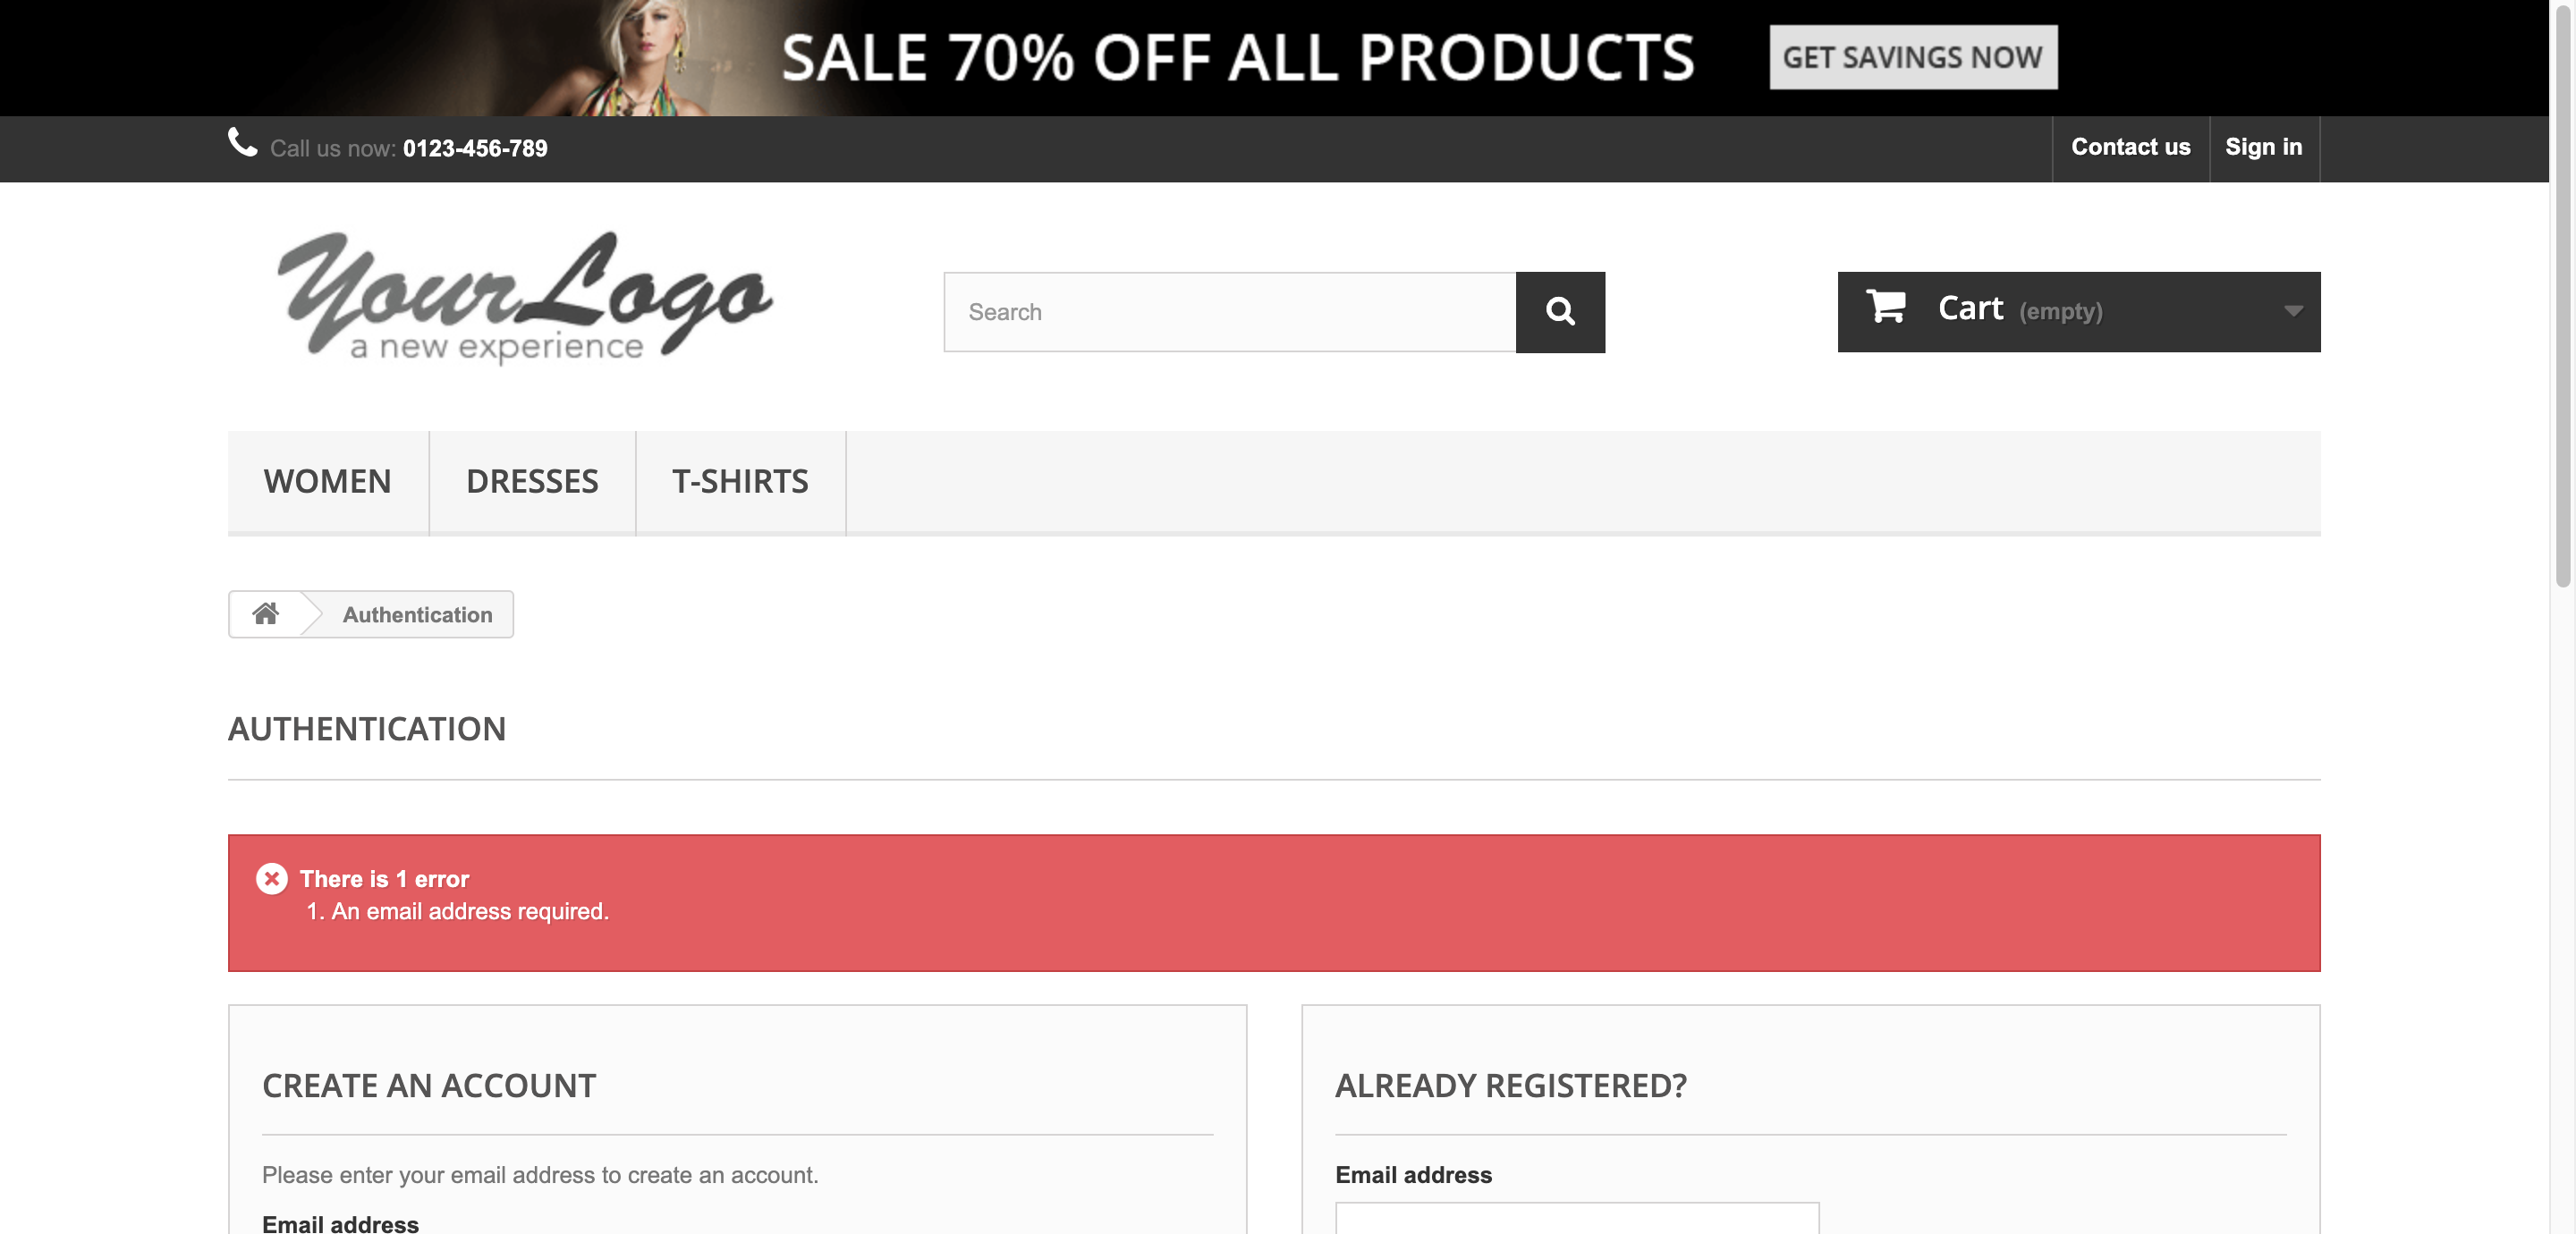 SALE 70% OFF ALL PRODUCTS GET SAVINGS NOW
Call us now: 0123-456-789 Contact us Sign in
YourLogo
a new experience
Search
Cart (empty)
WOMEN DRESSES T-SHIRTS
Authentication
AUTHENTICATION
There is 1 error
1. An email address required.
CREATE AN ACCOUNT
Please enter your email address to create an account.
Email address
ALREADY REGISTERED?
Email address